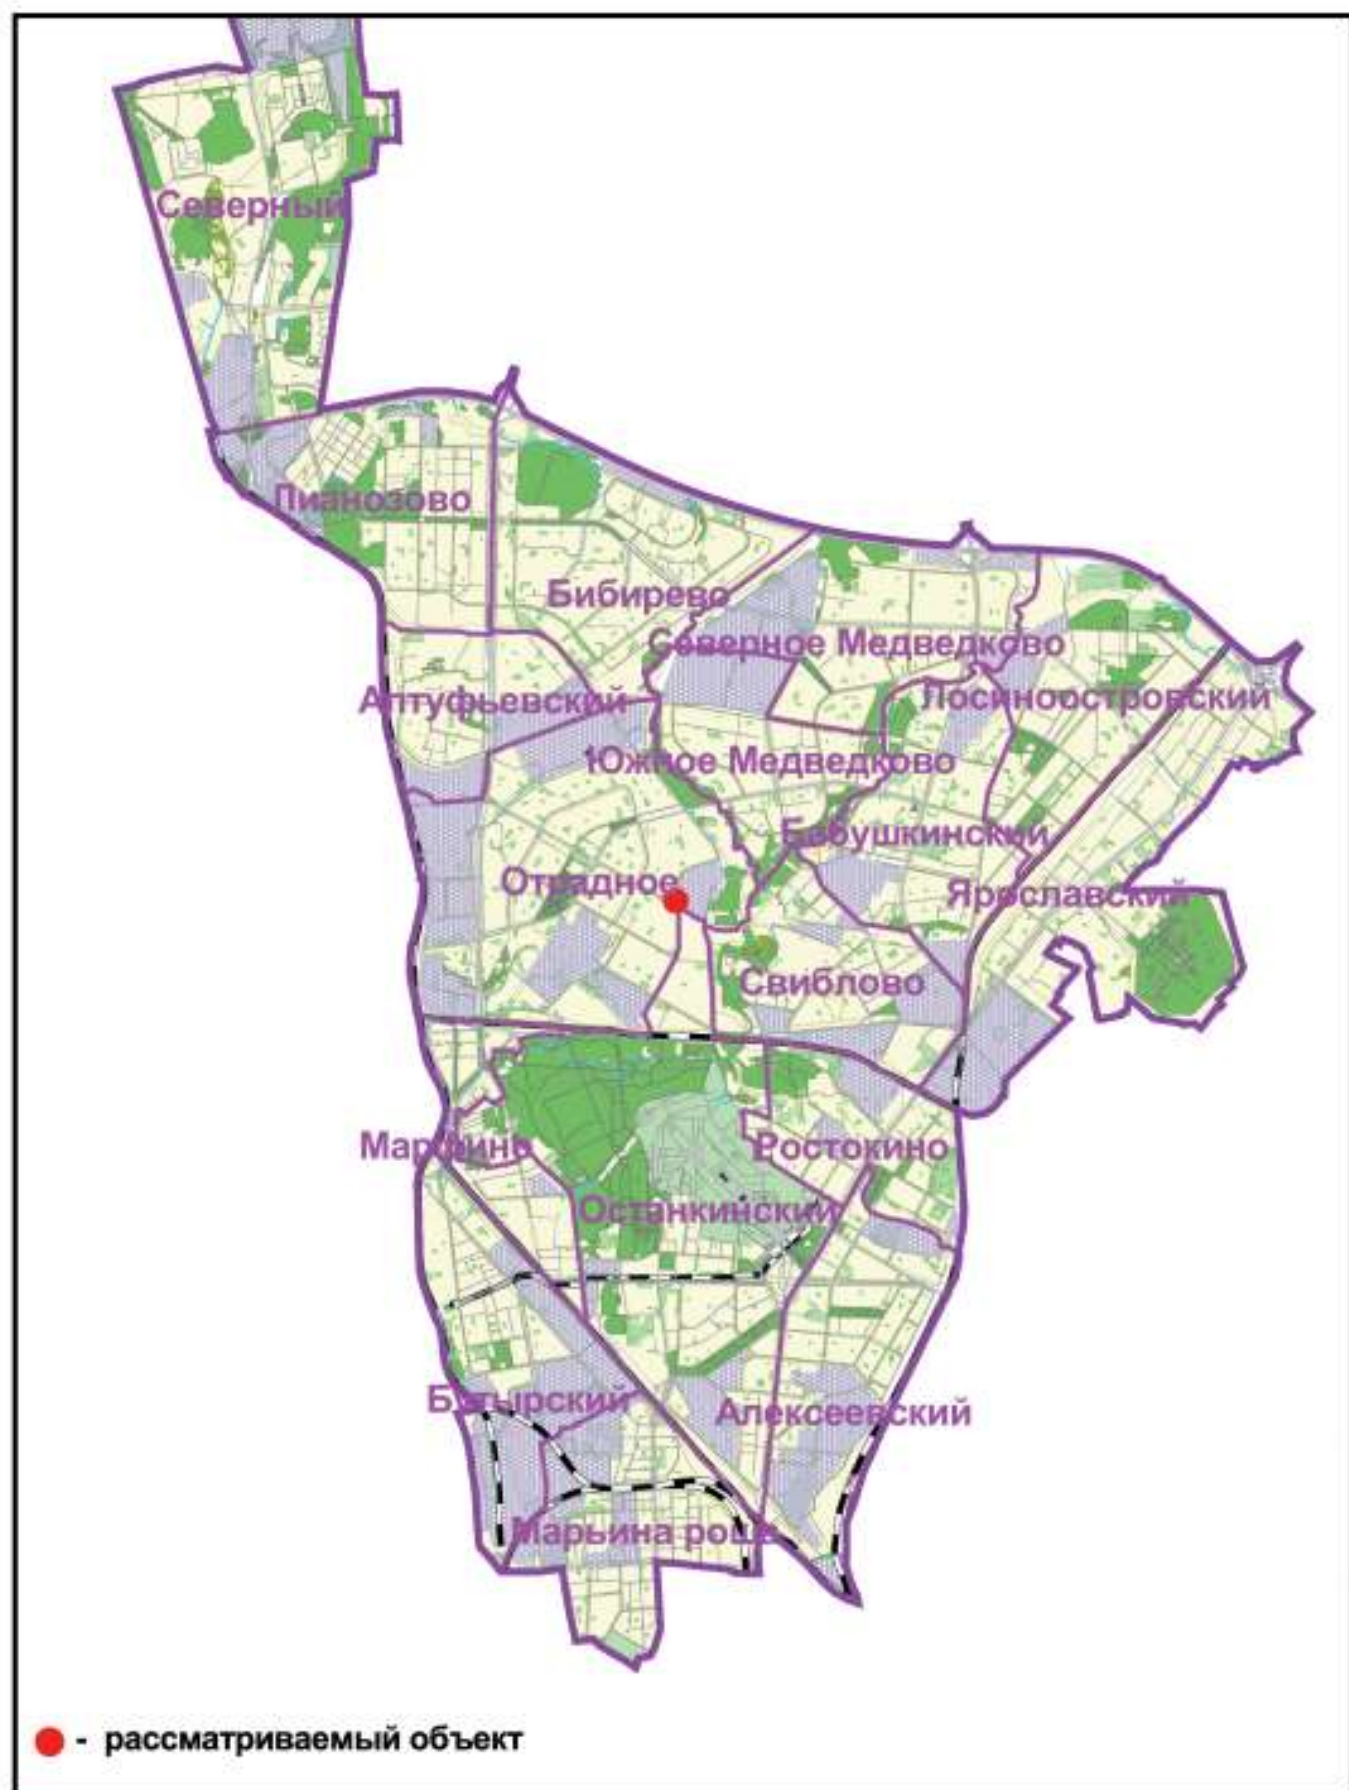 Северный
Лианозово
Бибирево
Северное Медведково
Лосиноостровский
Алтуфьевский
Южное Медведково
Бабушкинский
Отрадное
Ярославский
Свиблово
Марфино
Ростокино
Останкинский
Бутырский
Алексеевский
Марьина роща
- рассматриваемый объект